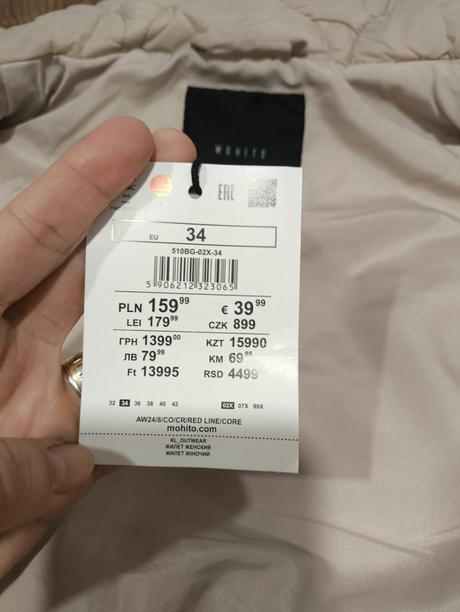 MOHITO
EAC
EU 34
510BG-02X-34
5 906212 323065
PLN 159⁹⁹ € 39⁹⁹
LEI 179⁹⁹ CZK 899
ГРН 1399⁰⁰ KZT 15990
ЛВ 79⁹⁹ KM 69⁹⁵
Ft 13995 RSD 4499
32 34 36 38 40 42 02X 07X 99X
AW24/8/CO/CR/RED LINE/CORE
mohito.com
RL_OUTWEAR
ЖИЛЕТ ЖЕНСКИЙ
ЖИЛЕТ ЖІНОЧИЙ